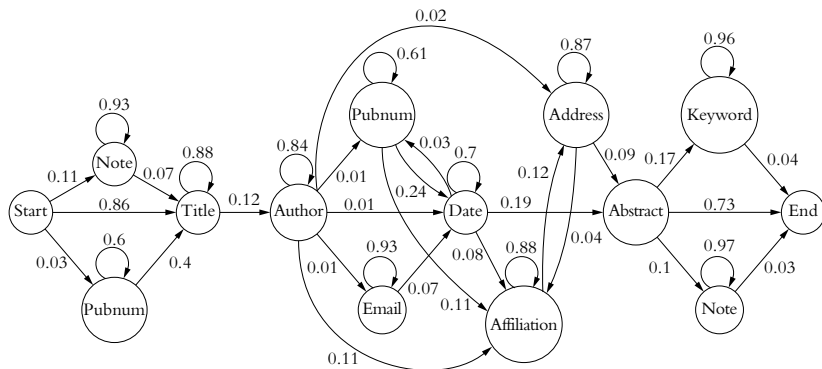 0.02
0.61 0.87 0.96
Pubnum Address Keyword
0.93
Note
0.88 0.84 0.03 0.7
0.11 0.07 0.01 0.24 0.12 0.09 0.17 0.04
Start 0.86 Title 0.12 Author 0.01 Date 0.19 Abstract 0.73 End
0.03 0.6 0.4 0.01 0.93 0.07 0.08 0.88 0.04 0.1 0.97 0.03
Pubnum Email 0.11 Affiliation Note
0.11